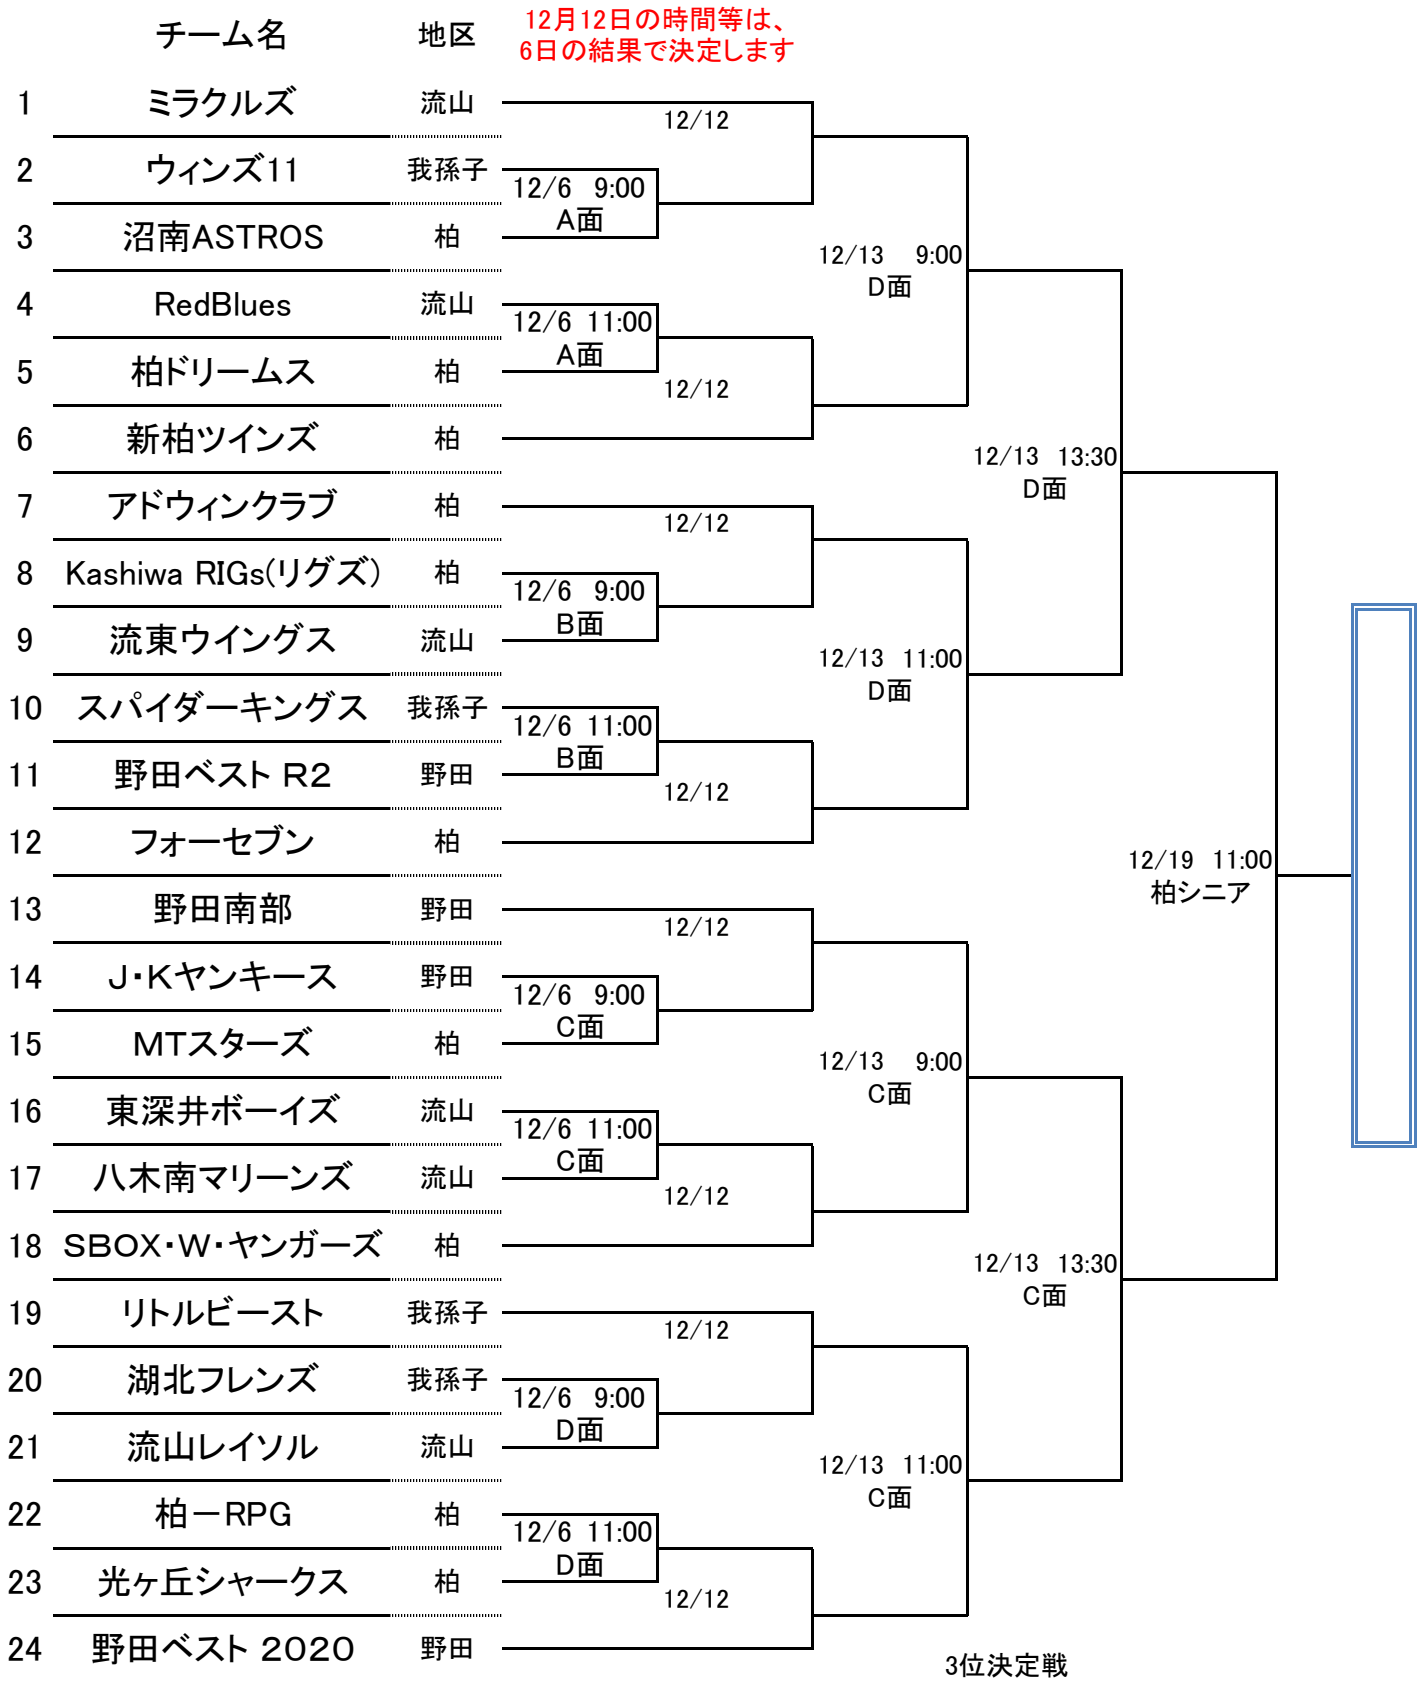 チーム名 地区 12月12日の時間等は、
6日の結果で決定します
1 ミラクルズ 流山
12/12
2 ウィンズ11 我孫子
12/6 9:00
A面
3 沼南ASTROS 柏
12/13 9:00
D面
4 RedBlues 流山
12/6 11:00
A面
5 柏ドリームス 柏
12/12
6 新柏ツインズ 柏
12/13 13:30
D面
7 アドウィンクラブ 柏
12/12
8 Kashiwa RIGs(リグズ) 柏
12/6 9:00
B面
9 流東ウイングス 流山
12/13 11:00
D面
10 スパイダーキングス 我孫子
12/6 11:00
B面
11 野田ベスト R2 野田
12/12
12 フォーセブン 柏
12/19 11:00
柏シニア
13 野田南部 野田
12/12
14 J・Kヤンキース 野田
12/6 9:00
C面
15 MTスターズ 柏
12/13 9:00
C面
16 東深井ボーイズ 流山
12/6 11:00
C面
17 八木南マリーンズ 流山
12/12
18 SBOX・W・ヤンガーズ 柏
12/13 13:30
C面
19 リトルビースト 我孫子
12/12
20 湖北フレンズ 我孫子
12/6 9:00
D面
21 流山レイソル 流山
12/13 11:00
C面
22 柏－RPG 柏
12/6 11:00
D面
23 光ヶ丘シャークス 柏
12/12
24 野田ベスト 2020 野田
3位決定戦